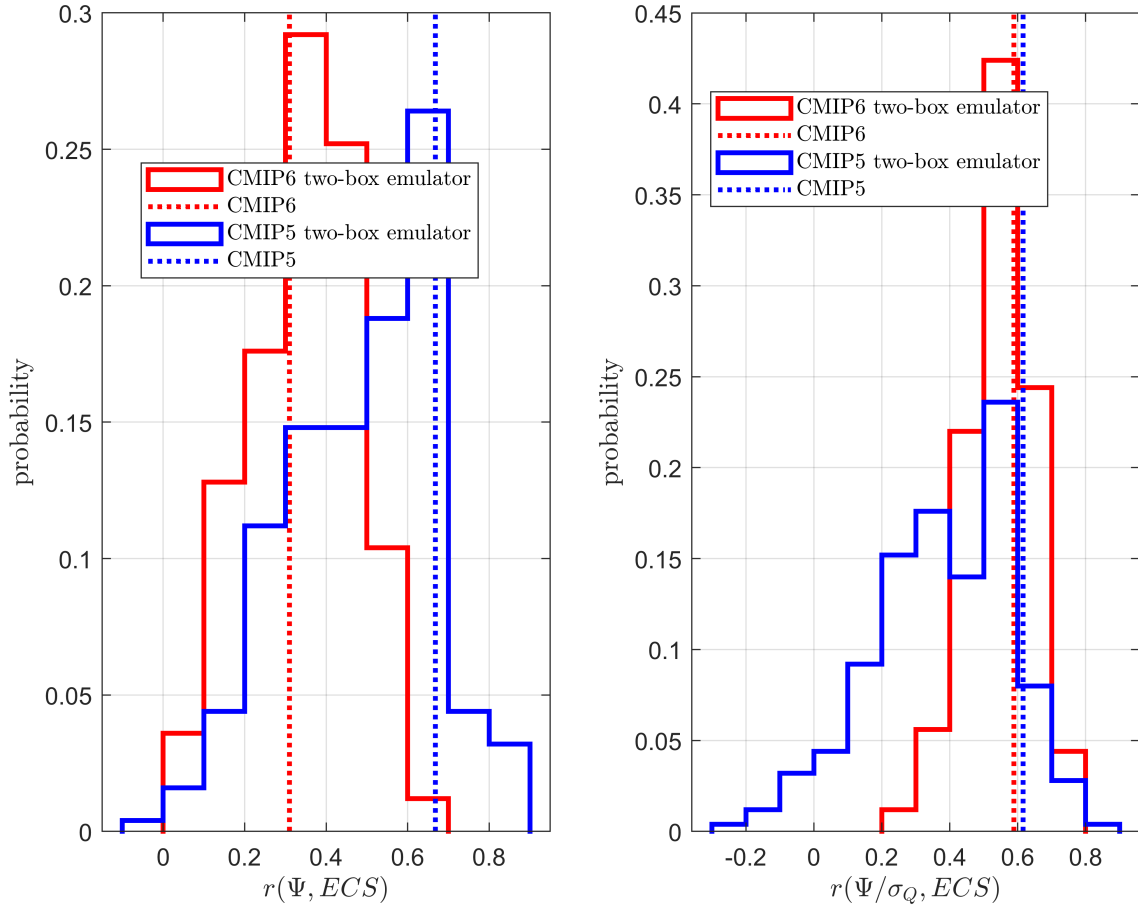 0.3
0.25
0.2
0.15
0.1
0.05
0
probability
CMIP6 two-box emulator
CMIP6
CMIP5 two-box emulator
CMIP5
0 0.2 0.4 0.6 0.8
r(Ψ, ECS)
0.45
0.4
0.35
0.3
0.25
0.2
0.15
0.1
0.05
0
probability
CMIP6 two-box emulator
CMIP6
CMIP5 two-box emulator
CMIP5
-0.2 0 0.2 0.4 0.6 0.8
r(Ψ/σ_Q, ECS)